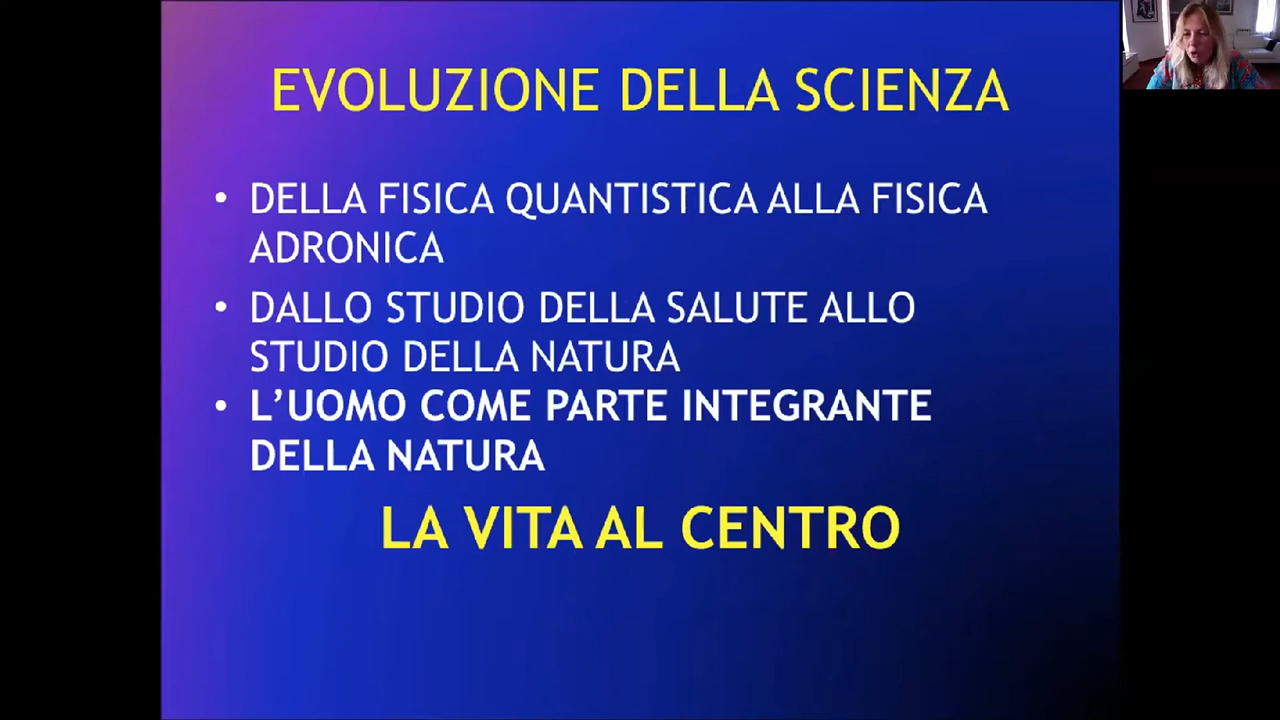 EVOLUZIONE DELLA SCIENZA
• DELLA FISICA QUANTISTICA ALLA FISICA
ADRONICA
• DALLO STUDIO DELLA SALUTE ALLO
STUDIO DELLA NATURA
• L’UOMO COME PARTE INTEGRANTE
DELLA NATURA
LA VITA AL CENTRO